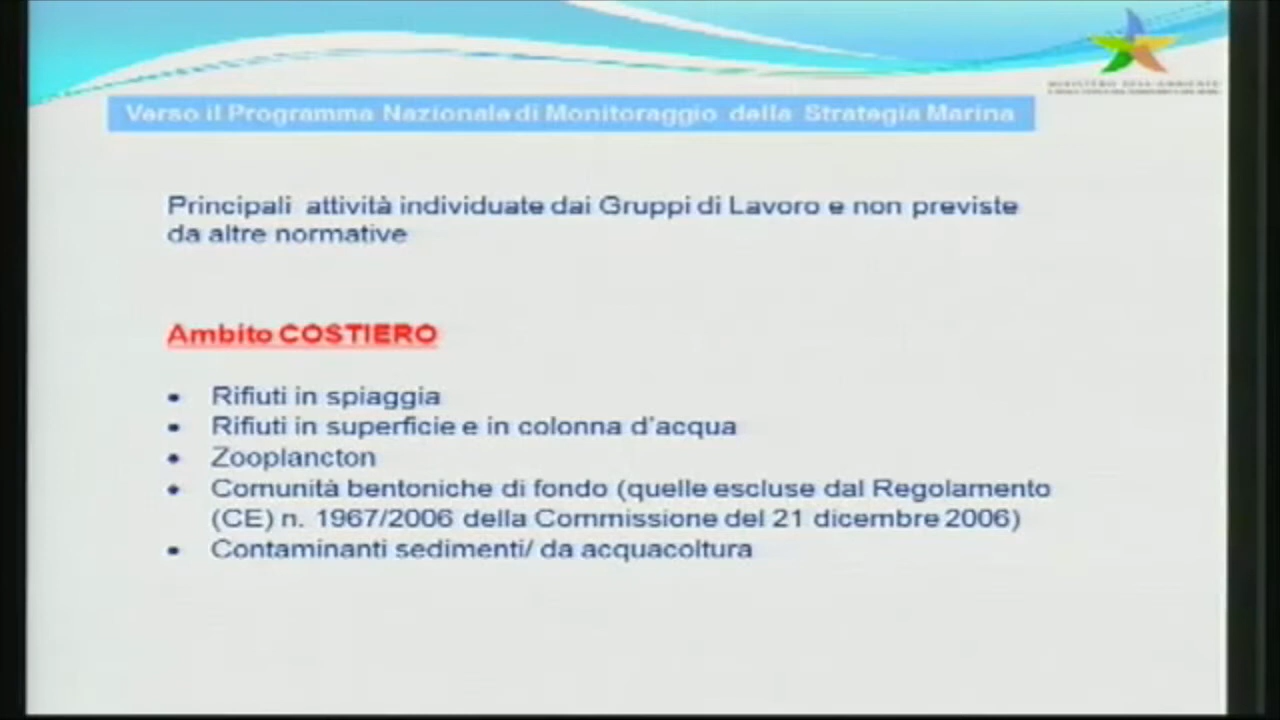 Verso il Programma Nazionale di Monitoraggio della Strategia Marina
Principali attività individuate dai Gruppi di Lavoro e non previste
da altre normative
Ambito COSTIERO
• Rifiuti in spiaggia
• Rifiuti in superficie e in colonna d'acqua
• Zooplancton
• Comunità bentoniche di fondo (quelle escluse dal Regolamento
(CE) n. 1967/2006 della Commissione del 21 dicembre 2006)
• Contaminanti sedimenti/ da acquacoltura